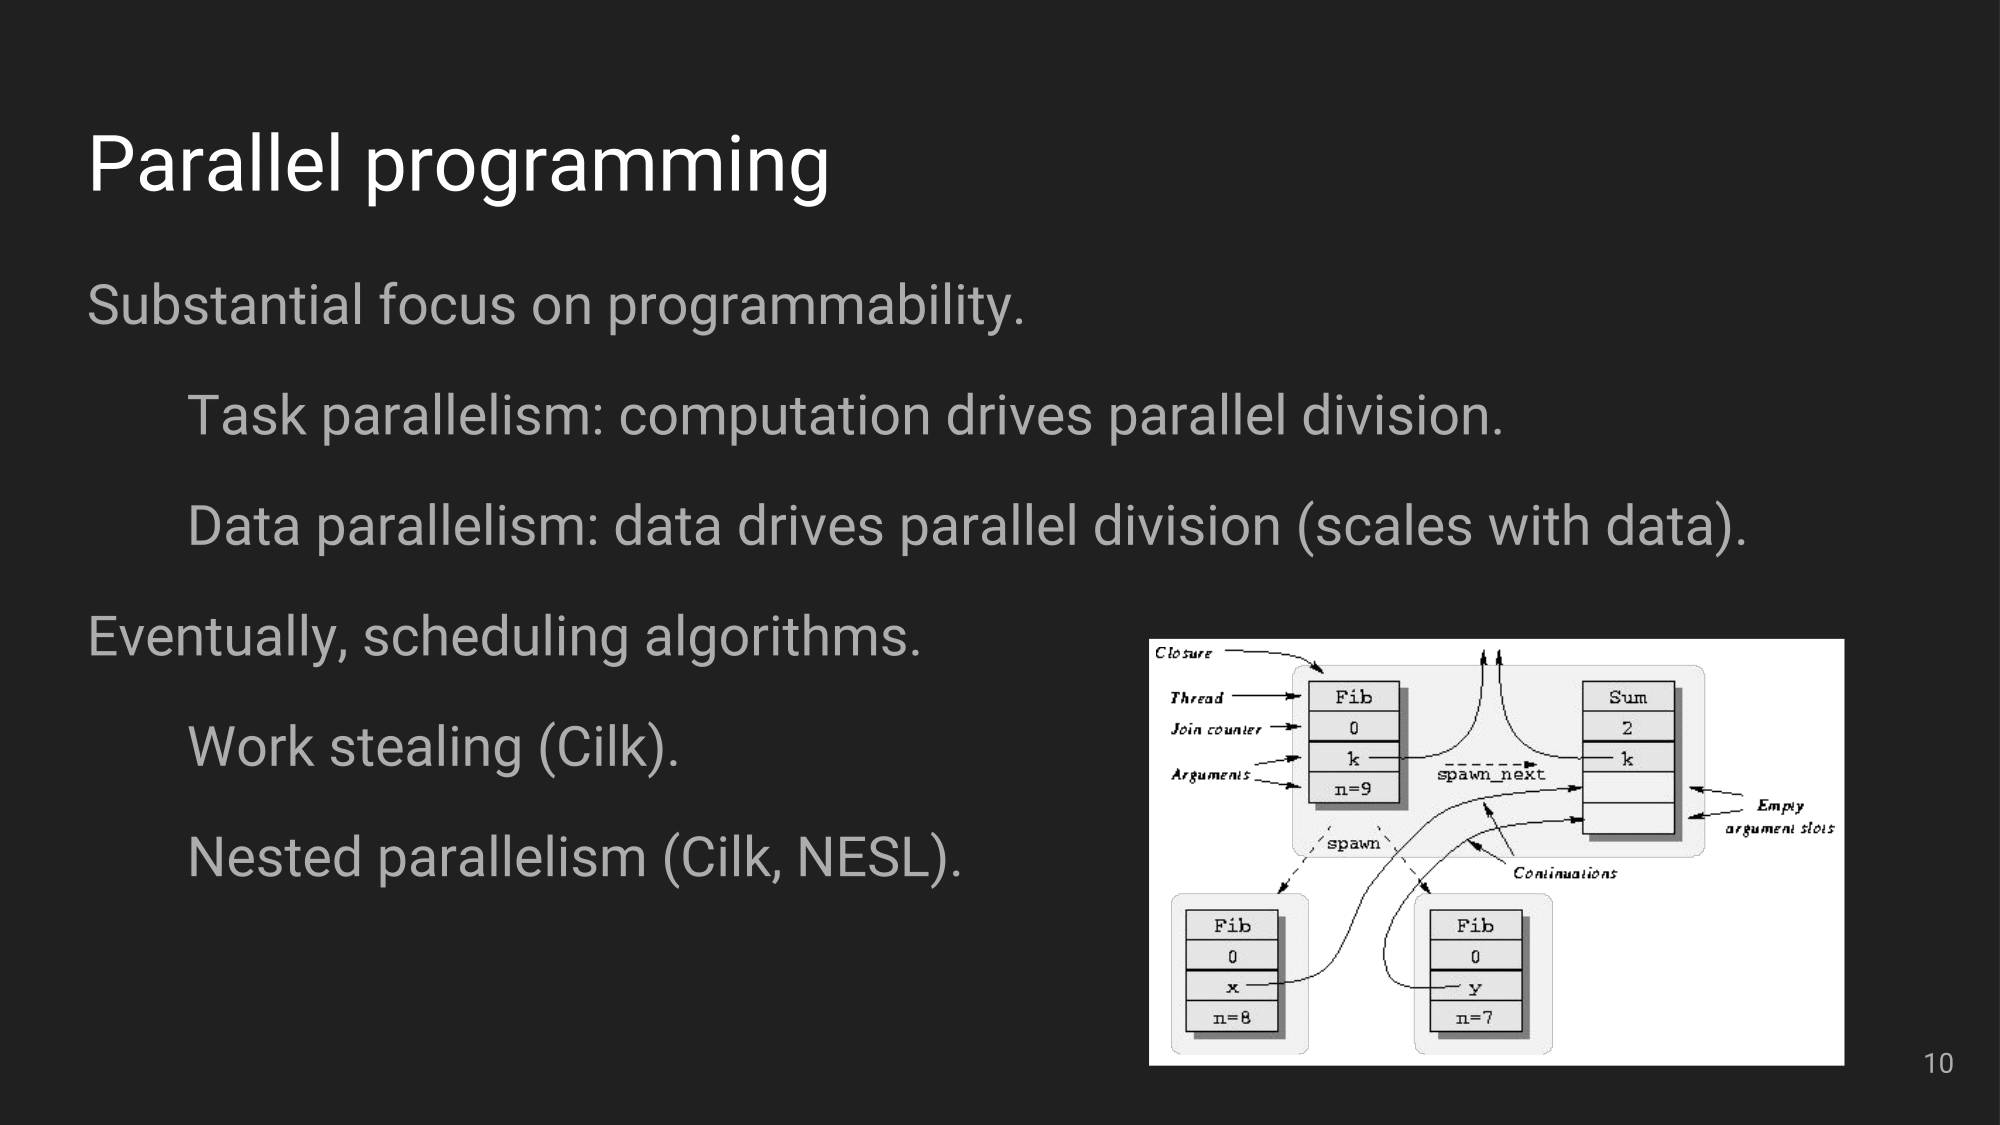 Parallel programming
Substantial focus on programmability.
Task parallelism: computation drives parallel division.
Data parallelism: data drives parallel division (scales with data).
Eventually, scheduling algorithms.
Work stealing (Cilk).
Nested parallelism (Cilk, NESL).
Closure
Thread
Join counter
Arguments
Fib
0
k
n=9
spawn_next
Sum
2
k
Empty
argument slots
spawn
Continuations
Fib
0
x
n=8
Fib
0
y
n=7
10